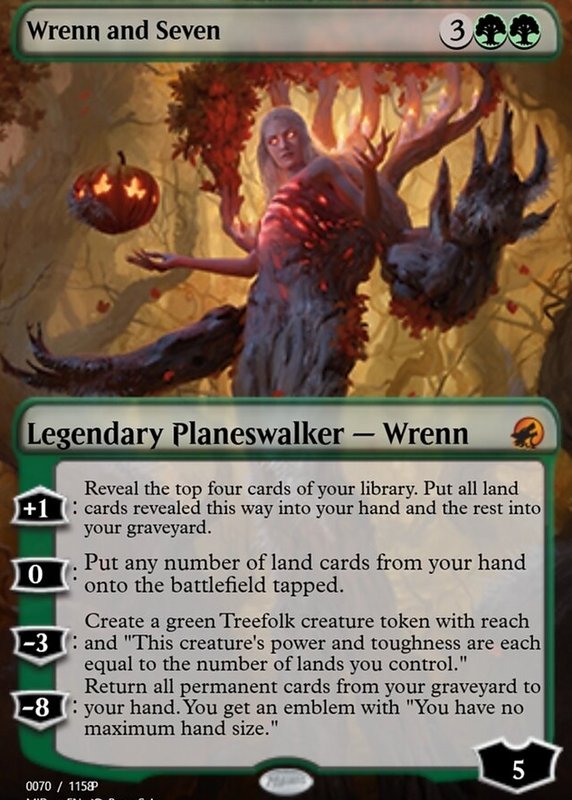 Wrenn and Seven 3
Legendary Planeswalker — Wrenn
Reveal the top four cards of your library. Put all land
+1: cards revealed this way into your hand and the rest into
your graveyard.
0: Put any number of land cards from your hand
onto the battlefield tapped.
Create a green Treefolk creature token with reach
-3: and "This creature's power and toughness are each
equal to the number of lands you control."
Return all permanent cards from your graveyard to
-8: your hand. You get an emblem with "You have no
maximum hand size."
5
0070 / 1158P